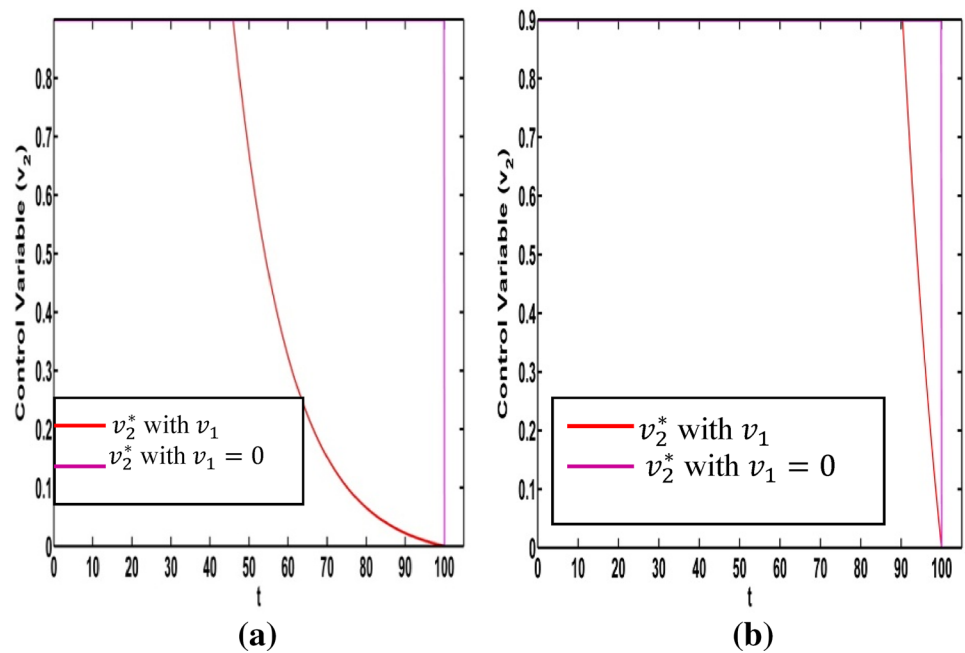 0.8
0.7
0.6
0.5
0.4
0.3
0.2
0.1
0
Control Variable (v₂)
v₂* with v₁
v₂* with v₁ = 0
0 10 20 30 40 50 60 70 80 90 100
t
(a)
0.9
0.8
0.7
0.6
0.5
0.4
0.3
0.2
0.1
0
Control Variable (v₂)
v₂* with v₁
v₂* with v₁ = 0
0 10 20 30 40 50 60 70 80 90 100
t
(b)